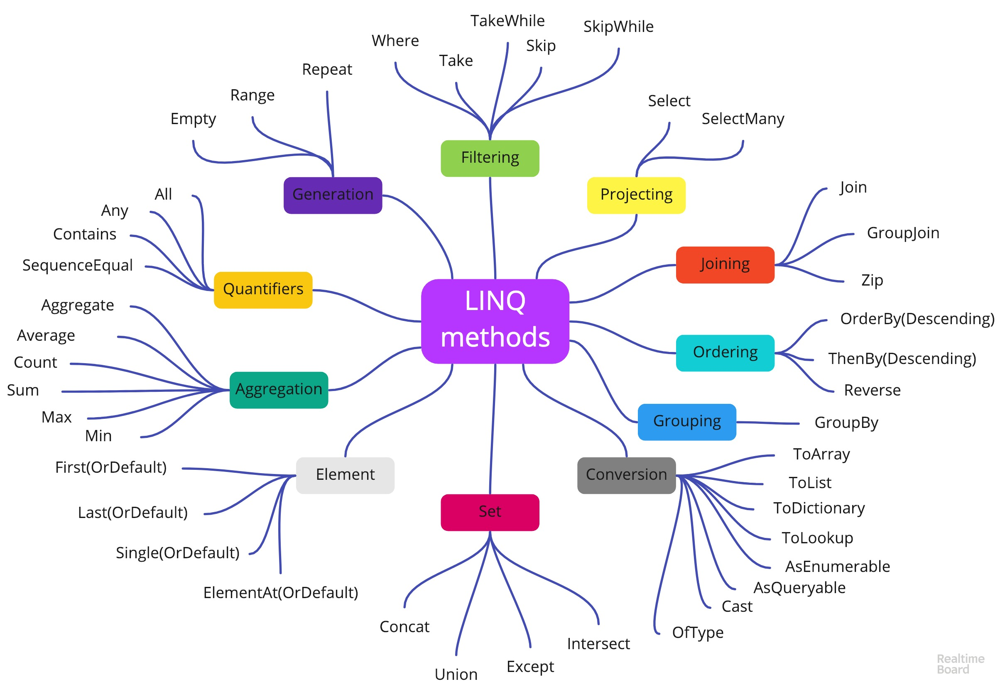 TakeWhile
SkipWhile
Where
Skip
Take
Repeat
Range
Select
Empty
SelectMany
Filtering
Generation
Projecting
All
Any
Contains
SequenceEqual
Quantifiers
Join
GroupJoin
Joining
Zip
LINQ
methods
Aggregate
Average
Count
Sum
Max
Min
Aggregation
OrderBy(Descending)
Ordering
ThenBy(Descending)
Reverse
Grouping
GroupBy
First(OrDefault)
Element
Last(OrDefault)
Single(OrDefault)
ElementAt(OrDefault)
Conversion
ToArray
ToList
ToDictionary
ToLookup
AsEnumerable
AsQueryable
Cast
OfType
Set
Concat
Union
Except
Intersect
Realtime
Board